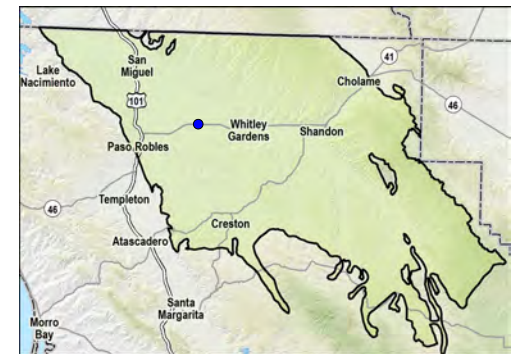 San
Miguel
Lake
Nacimiento
41
Cholame
101
46
Whitley
Gardens
Shandon
Paso Robles
Templeton
46
Creston
Atascadero
Santa
Margarita
Morro
Bay